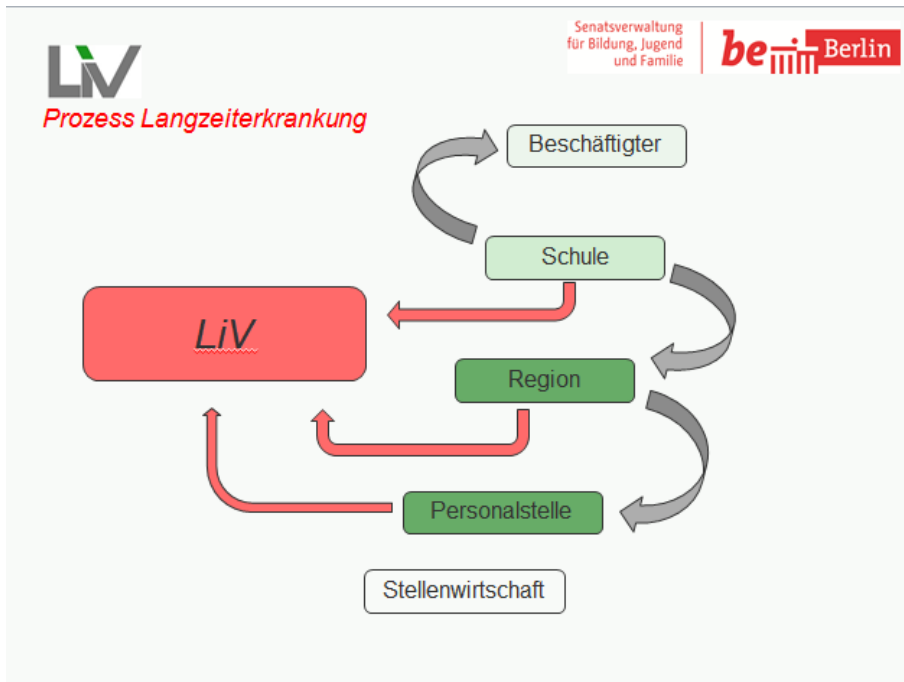 LiV
Senatsverwaltung
für Bildung, Jugend
und Familie
be Berlin
Prozess Langzeiterkrankung
Beschäftigter
Schule
LiV
Region
Personalstelle
Stellenwirtschaft